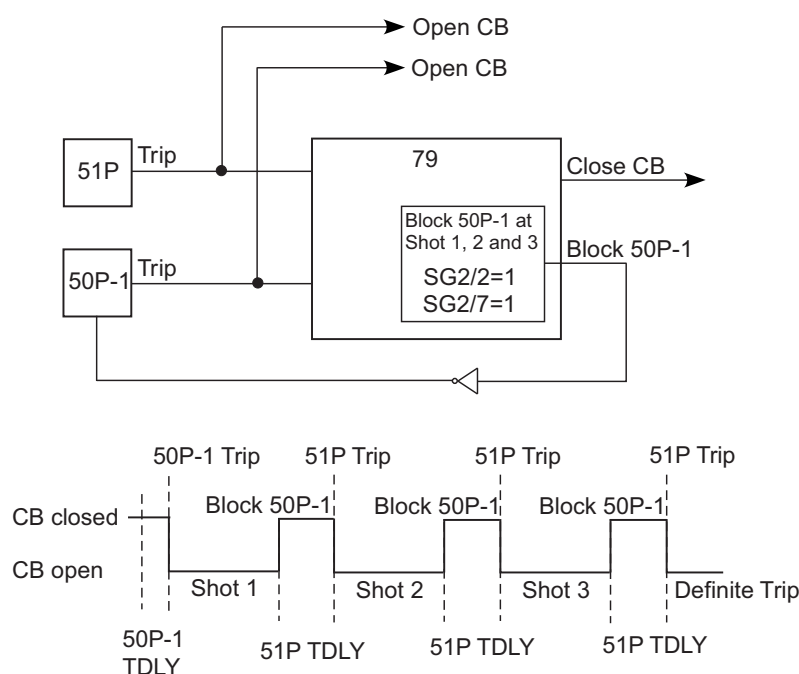 Open CB
Open CB
51P
Trip
79
Close CB
Block 50P-1 at
Shot 1, 2 and 3
SG2/2=1
SG2/7=1
Block 50P-1
50P-1
Trip
50P-1 Trip
51P Trip
51P Trip
51P Trip
CB closed
Block 50P-1
Block 50P-1
Block 50P-1
CB open
Shot 1
Shot 2
Shot 3
Definite Trip
50P-1
TDLY
51P TDLY
51P TDLY
51P TDLY